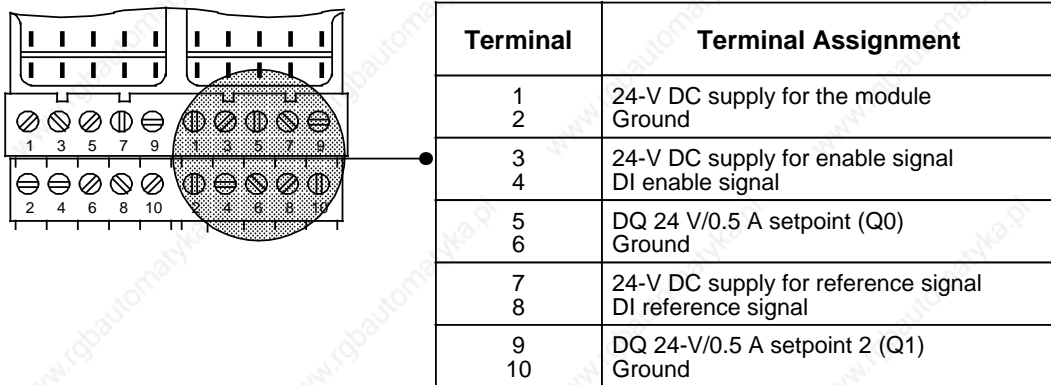 1 3 5 7 9 1 3 5 7 9
2 4 6 8 10 2 4 6 8 10
Terminal Terminal Assignment
1 24-V DC supply for the module
2 Ground
3 24-V DC supply for enable signal
4 DI enable signal
5 DQ 24 V/0.5 A setpoint (Q0)
6 Ground
7 24-V DC supply for reference signal
8 DI reference signal
9 DQ 24-V/0.5 A setpoint 2 (Q1)
10 Ground
www.rgbautomatyka.pl